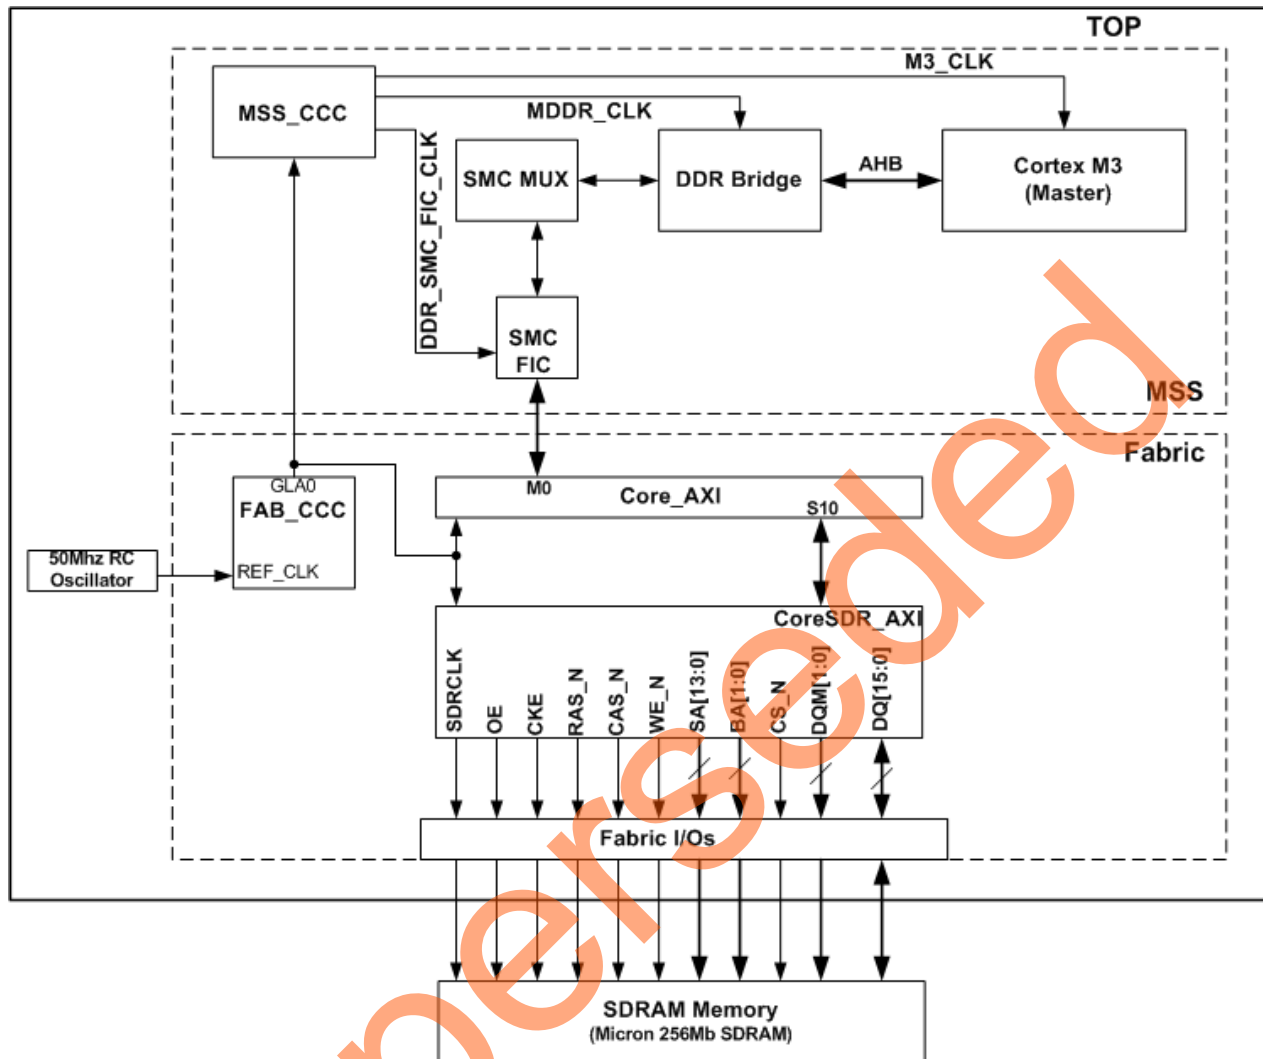 TOP
M3_CLK
MSS_CCC
MDDR_CLK
DDR_SMC_FIC_CLK
SMC MUX
DDR Bridge
AHB
Cortex M3
(Master)
SMC
FIC
MSS
Fabric
GLA0
FAB_CCC
REF_CLK
50Mhz RC
Oscillator
M0
Core_AXI
S10
CoreSDR_AXI
SDRCLK
OE
CKE
RAS_N
CAS_N
WE_N
SA[13:0]
BA[1:0]
CS_N
DQM[1:0]
DQ[15:0]
Fabric I/Os
SDRAM Memory
(Micron 256Mb SDRAM)
perseded